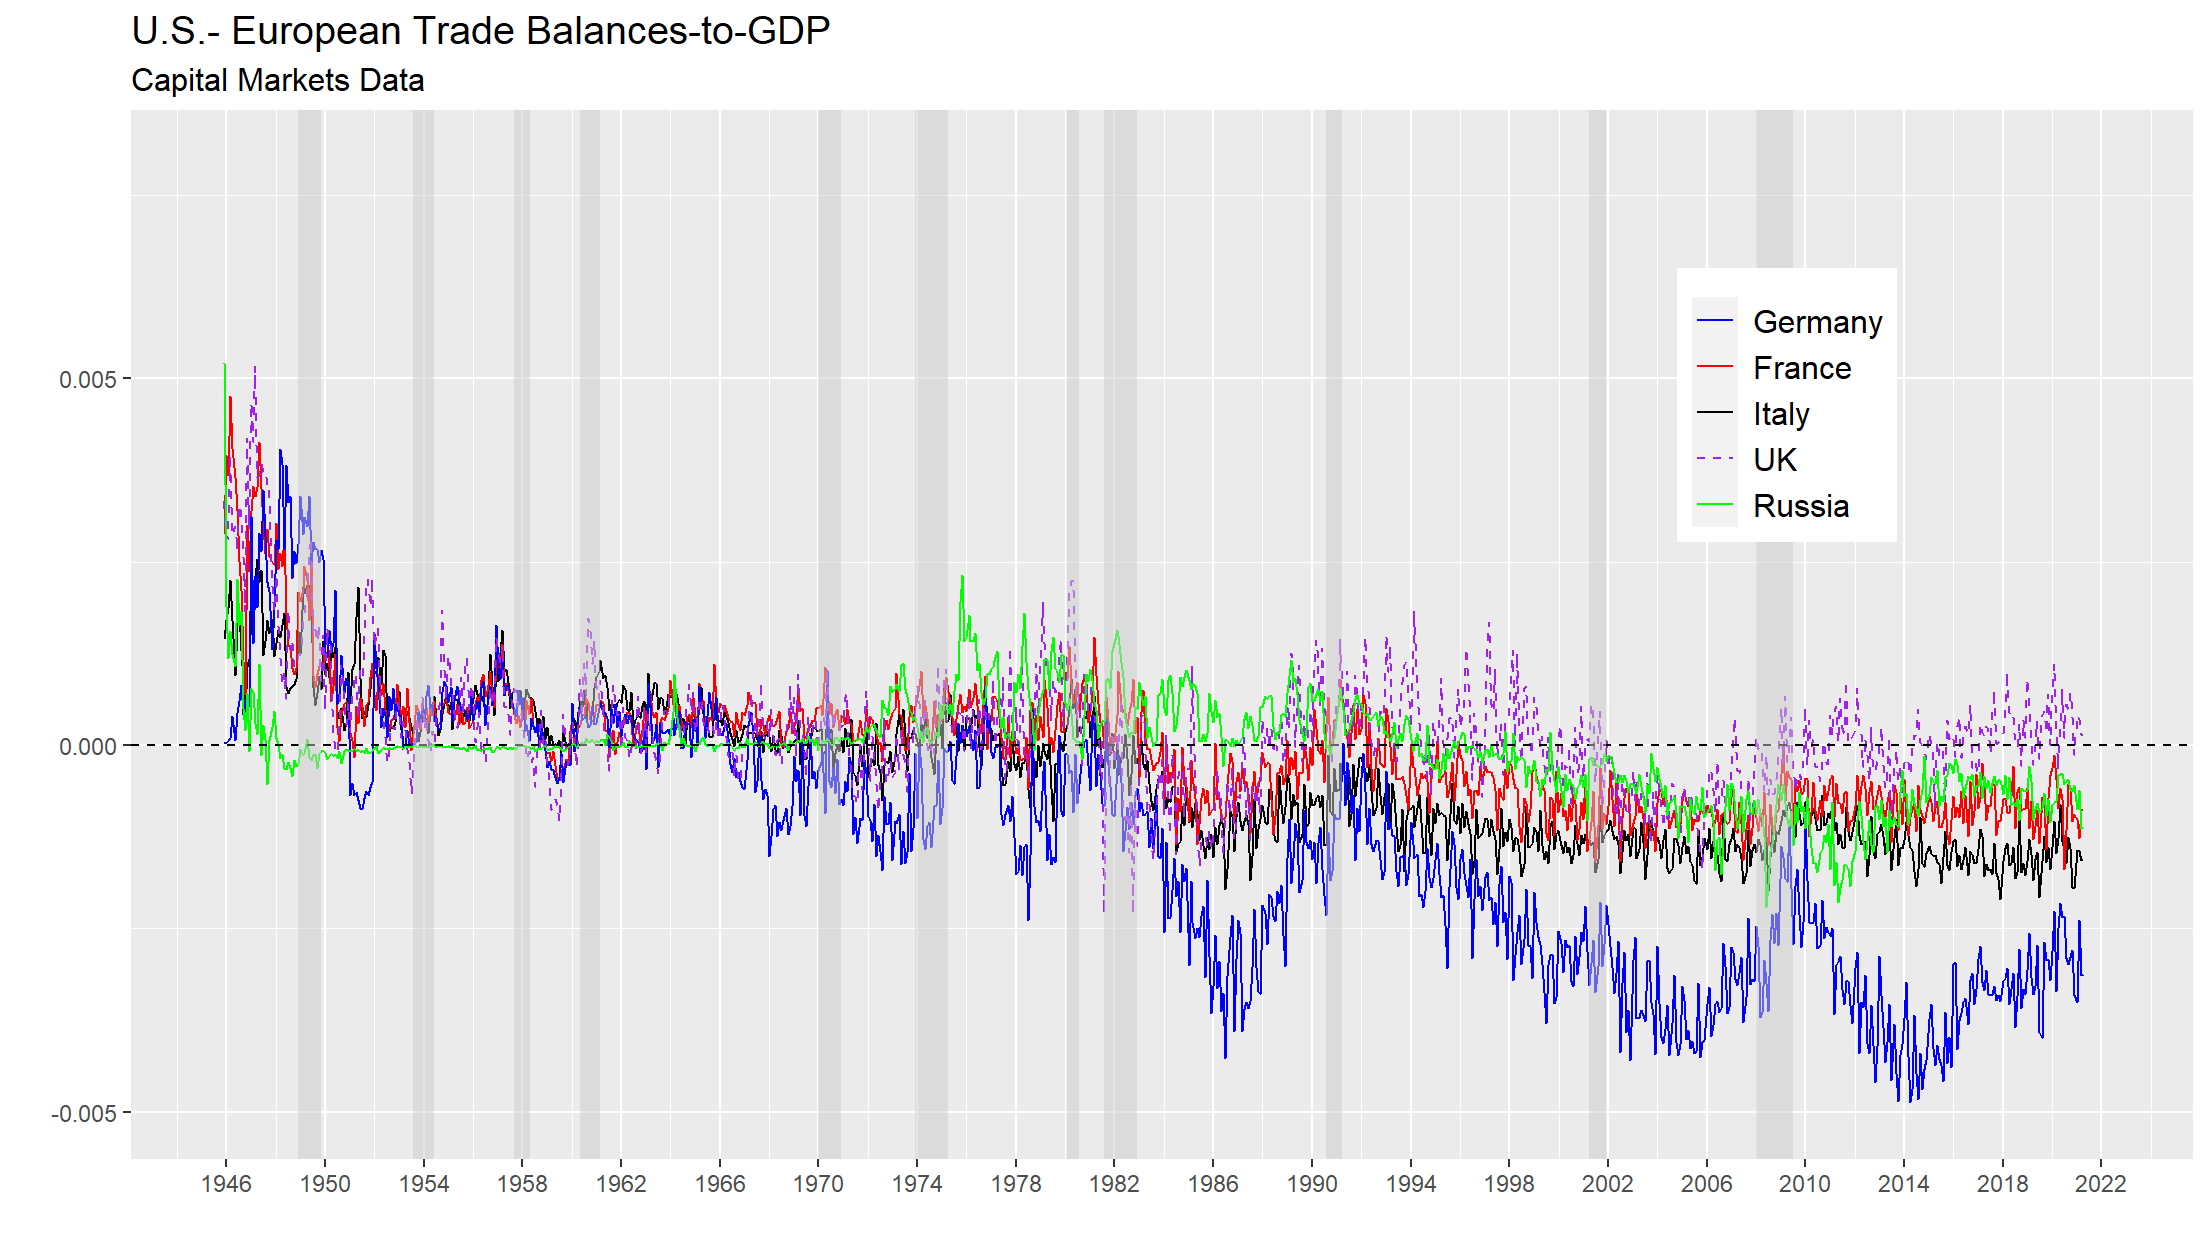 U.S.- European Trade Balances-to-GDP
Capital Markets Data
0.005
0.000
-0.005
Germany
France
Italy
UK
Russia
1946 1950 1954 1958 1962 1966 1970 1974 1978 1982 1986 1990 1994 1998 2002 2006 2010 2014 2018 2022